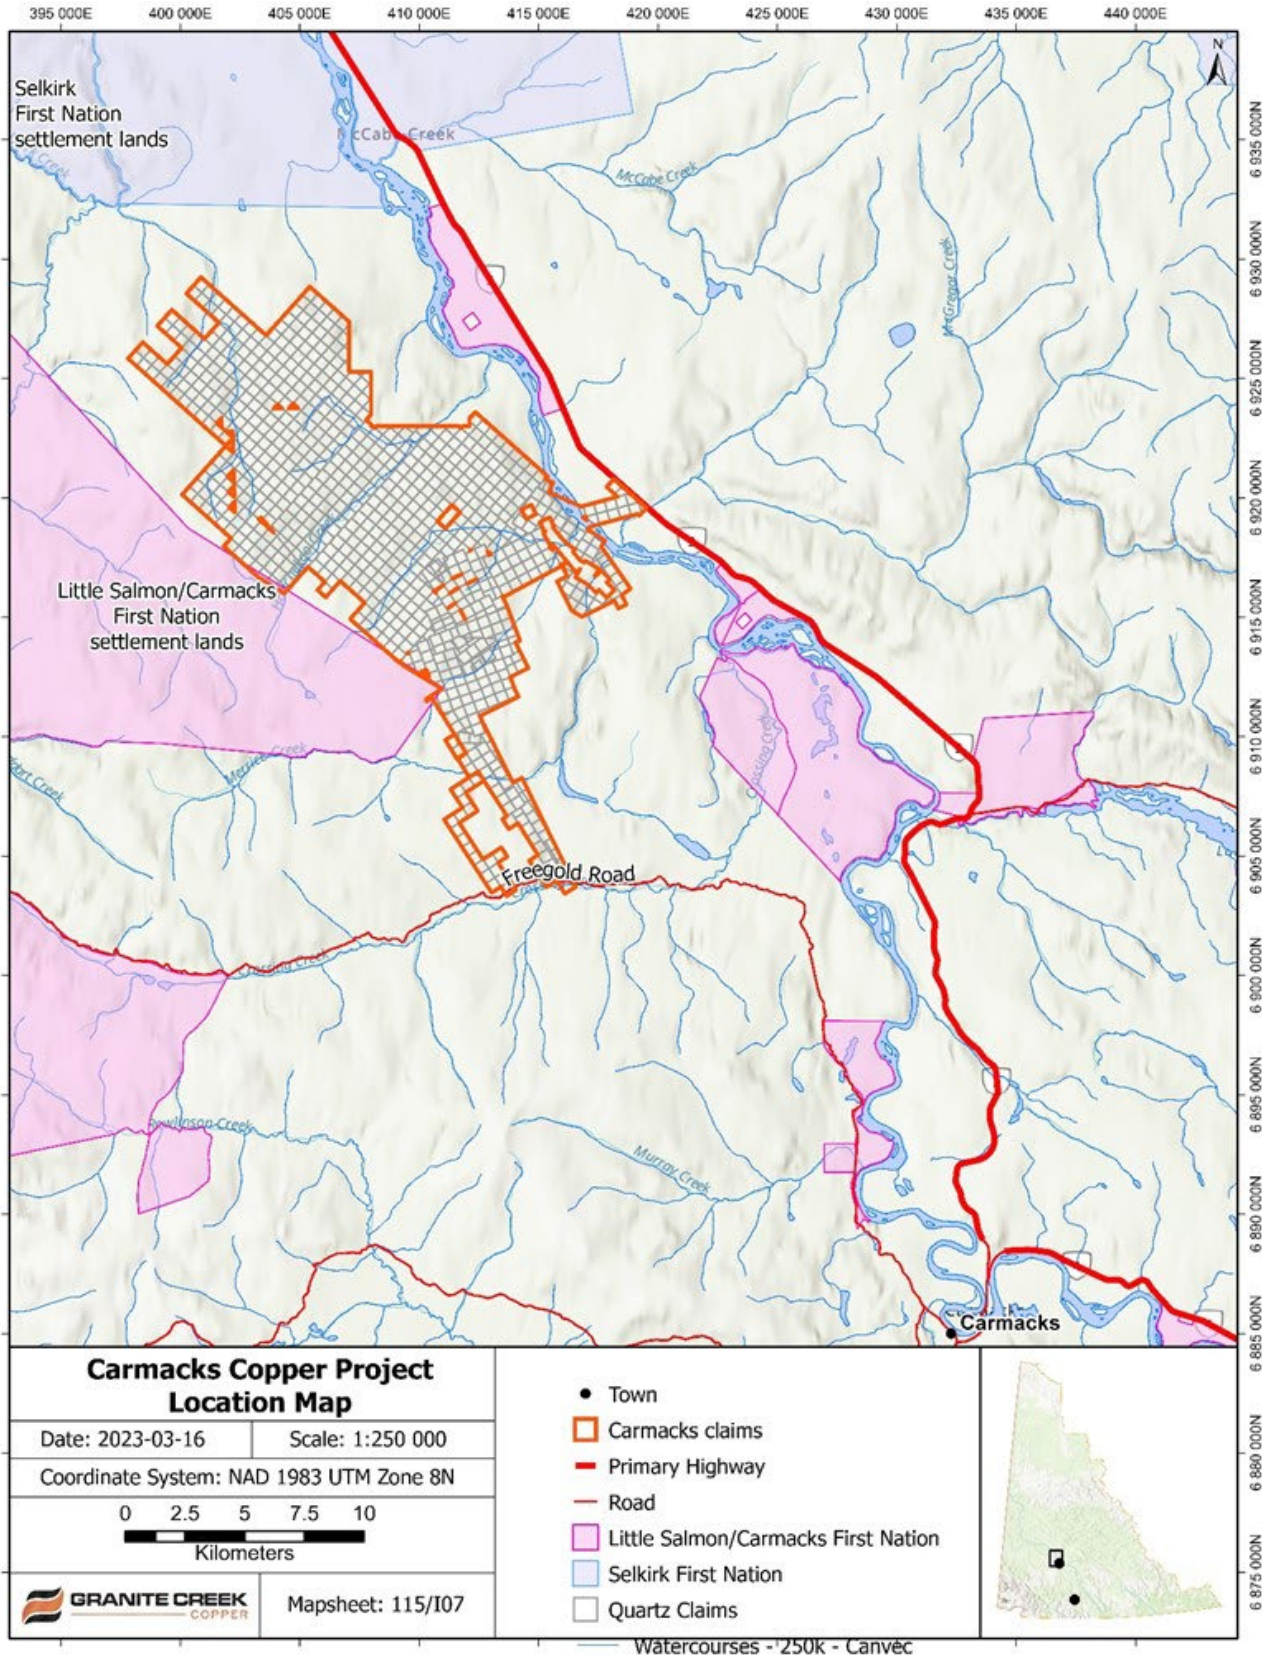 395 000E 400 000E 405 000E 410 000E 415 000E 420 000E 425 000E 430 000E 435 000E 440 000E
N
Selkirk
First Nation
settlement lands
McCabe Creek
McCabe Creek
McGregor Creek
6 935 000N
6 930 000N
6 925 000N
6 920 000N
6 915 000N
6 910 000N
6 905 000N
6 900 000N
6 895 000N
6 890 000N
6 885 000N
6 880 000N
6 875 000N
Little Salmon/Carmacks
First Nation
settlement lands
Crossing Creek
Merrice Creek
Creek
Freegold Road
Crossing Creek
Rowlinson Creek
Murray Creek
Carmacks
Carmacks Copper Project
Location Map
Date: 2023-03-16
Scale: 1:250 000
Coordinate System: NAD 1983 UTM Zone 8N
0 2.5 5 7.5 10
Kilometers
GRANITE CREEK
COPPER
Mapsheet: 115/I07
Town
Carmacks claims
Primary Highway
Road
Little Salmon/Carmacks First Nation
Selkirk First Nation
Quartz Claims
Watercourses - 250k - Canvec